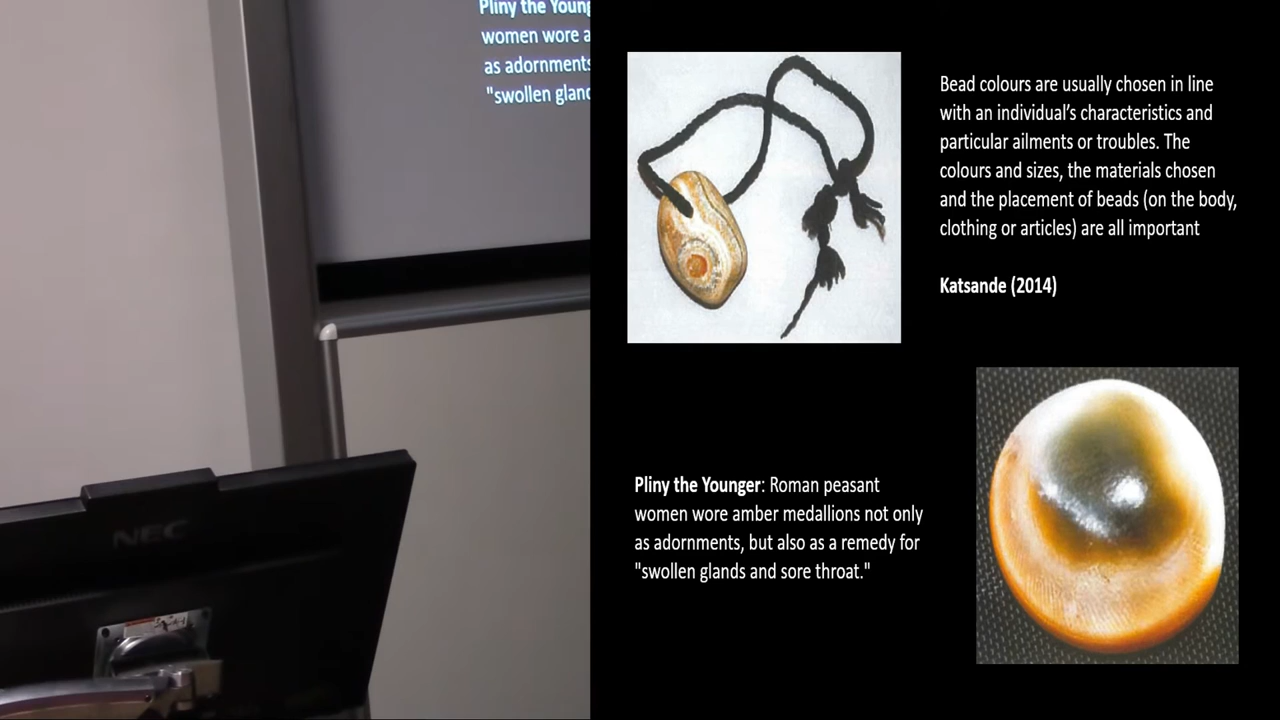 Pliny the Young
women wore a
as adornments
"swollen gland
NEC
Bead colours are usually chosen in line
with an individual's characteristics and
particular ailments or troubles. The
colours and sizes, the materials chosen
and the placement of beads (on the body,
clothing or articles) are all important
Katsande (2014)
Pliny the Younger: Roman peasant
women wore amber medallions not only
as adornments, but also as a remedy for
"swollen glands and sore throat."